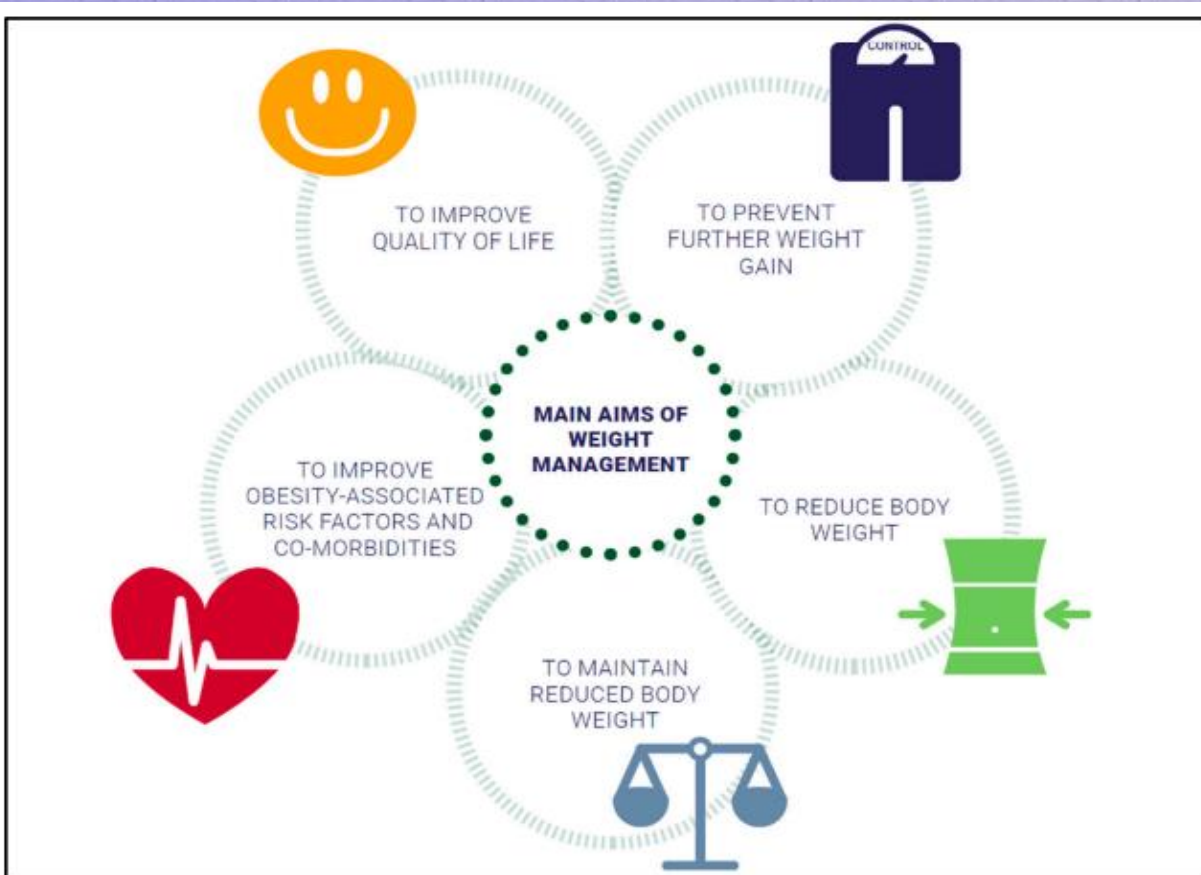 CONTROL
TO IMPROVE
QUALITY OF LIFE
TO PREVENT
FURTHER WEIGHT
GAIN
MAIN AIMS OF
WEIGHT
MANAGEMENT
TO IMPROVE
OBESITY-ASSOCIATED
RISK FACTORS AND
CO-MORBIDITIES
TO REDUCE BODY
WEIGHT
TO MAINTAIN
REDUCED BODY
WEIGHT